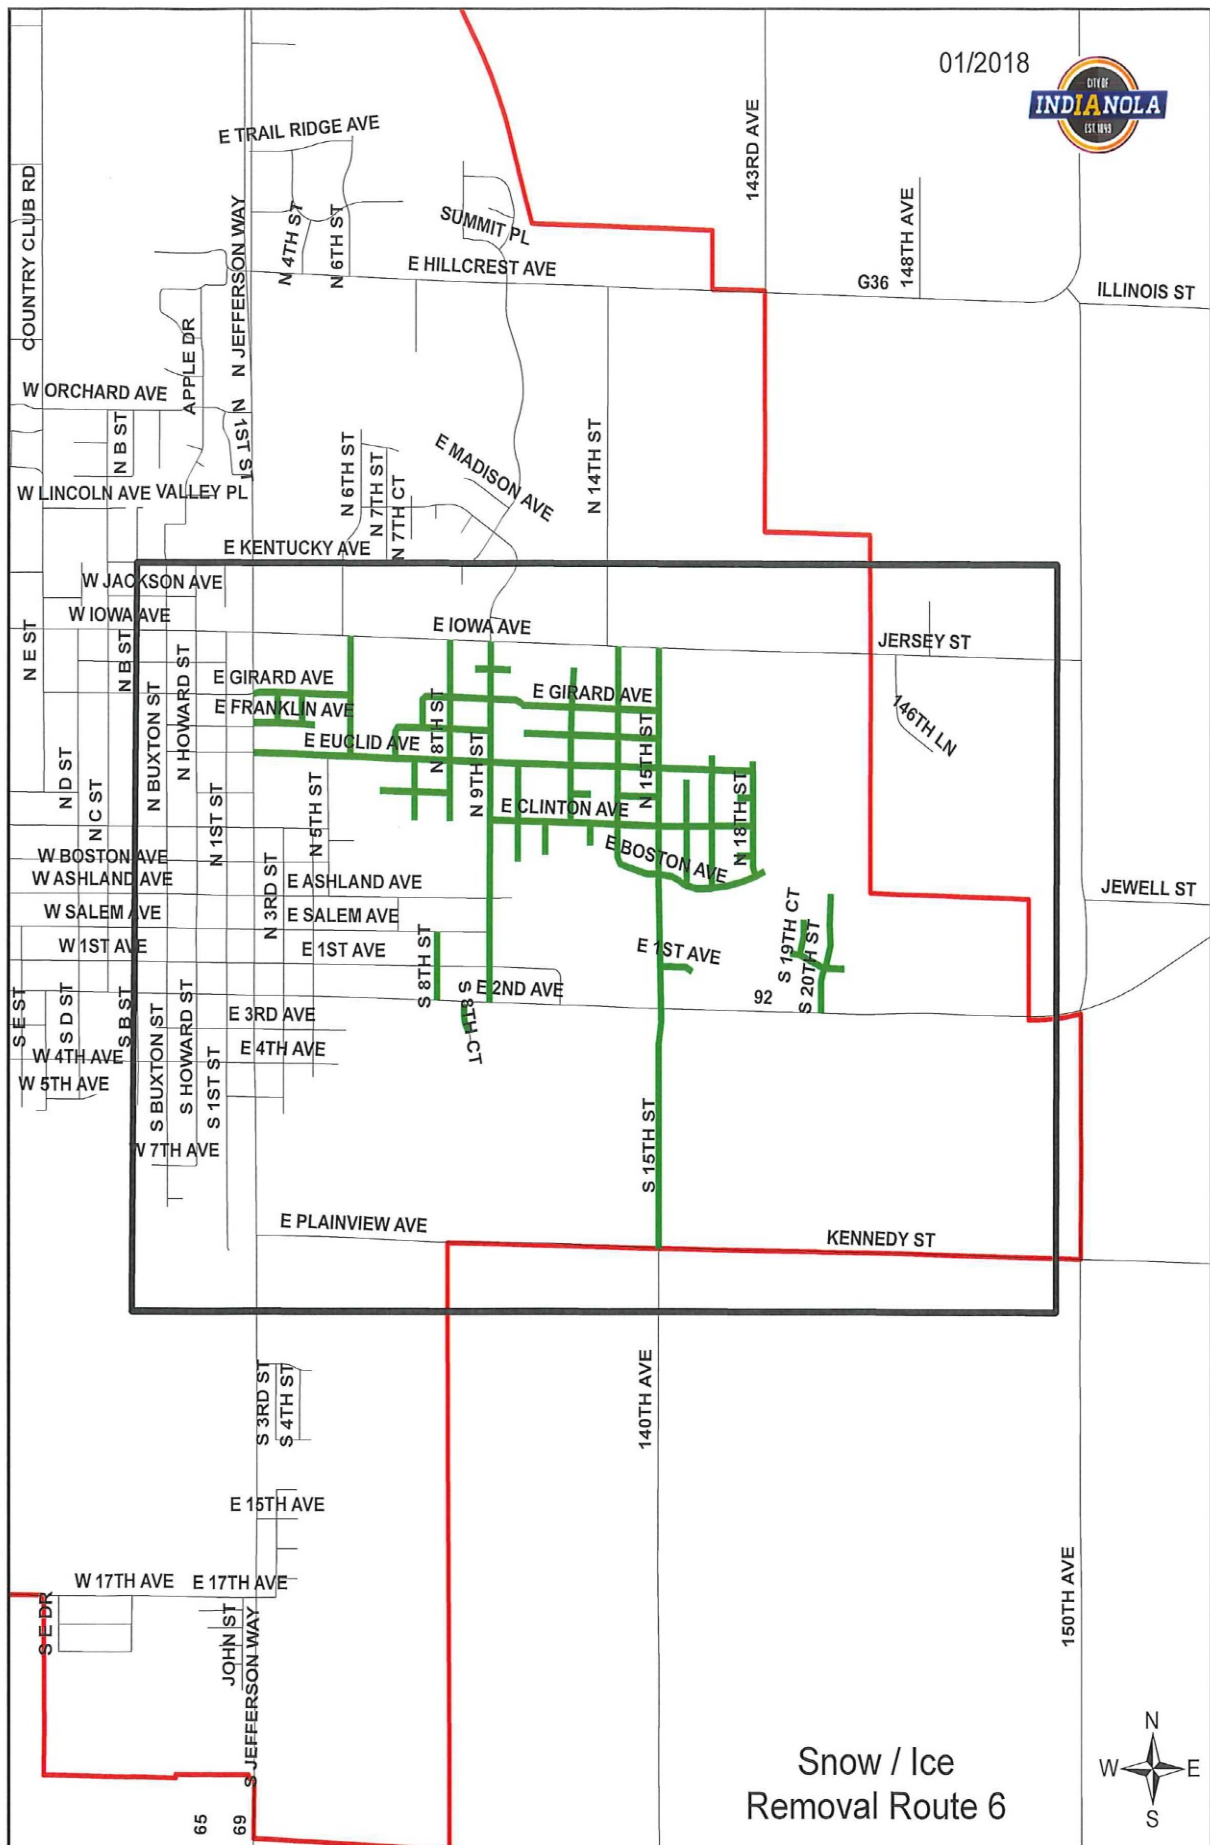 01/2018
CITY OF
INDIANOLA
EST. 1849
E TRAIL RIDGE AVE
COUNTRY CLUB RD
N JEFFERSON WAY
N 4TH ST
N 6TH ST
SUMMIT PL
143RD AVE
148TH AVE
E HILLCREST AVE
G36
ILLINOIS ST
APPLE DR
W ORCHARD AVE
N B ST
N 1ST ST
W LINCOLN AVE
VALLEY PL
N 6TH ST
N 7TH ST
N 7TH CT
E MADISON AVE
N 14TH ST
E KENTUCKY AVE
W JACKSON AVE
W IOWA AVE
E IOWA AVE
JERSEY ST
N E ST
N B ST
N BUXTON ST
N HOWARD ST
E GIRARD AVE
E GIRARD AVE
E FRANKLIN AVE
E EUCLID AVE
N 8TH ST
N 9TH ST
N 15TH ST
N 18TH ST
146TH LN
N D ST
N C ST
N 1ST ST
N 3RD ST
N 5TH ST
E CLINTON AVE
E BOSTON AVE
W BOSTON AVE
W ASHLAND AVE
E ASHLAND AVE
JEWELL ST
W SALEM AVE
E SALEM AVE
W 1ST AVE
E 1ST AVE
E 1ST AVE
S 19TH CT
S 20TH ST
S 8TH ST
S 8TH CT
E 2ND AVE
92
S E ST
S D ST
S B ST
S BUXTON ST
S HOWARD ST
S 1ST ST
E 3RD AVE
E 4TH AVE
W 4TH AVE
W 5TH AVE
W 7TH AVE
S 15TH ST
E PLAINVIEW AVE
KENNEDY ST
S 3RD ST
S 4TH ST
140TH AVE
150TH AVE
E 15TH AVE
W 17TH AVE
E 17TH AVE
S E DR
JOHN ST
S JEFFERSON WAY
65
69
Snow / Ice
Removal Route 6
N
W
E
S